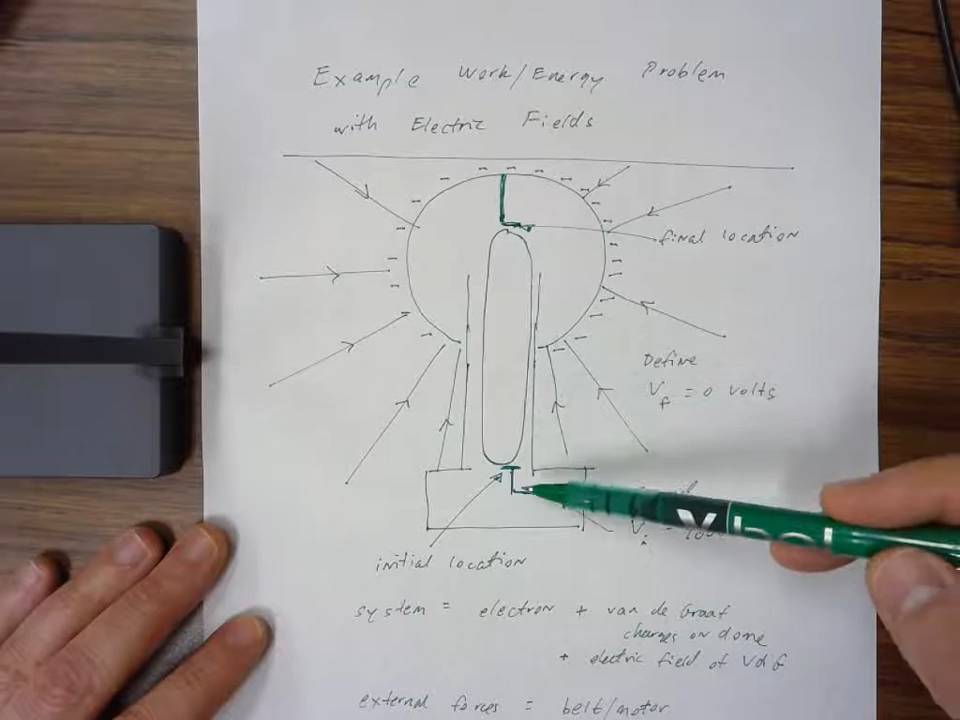 Example Work/Energy Problem
with Electric Fields
final location
Define
V_f = 0 volts
V_i =
initial location
system = electron + van de Graaf
charges on dome
+ electric field of VdG
external forces = belt/motor